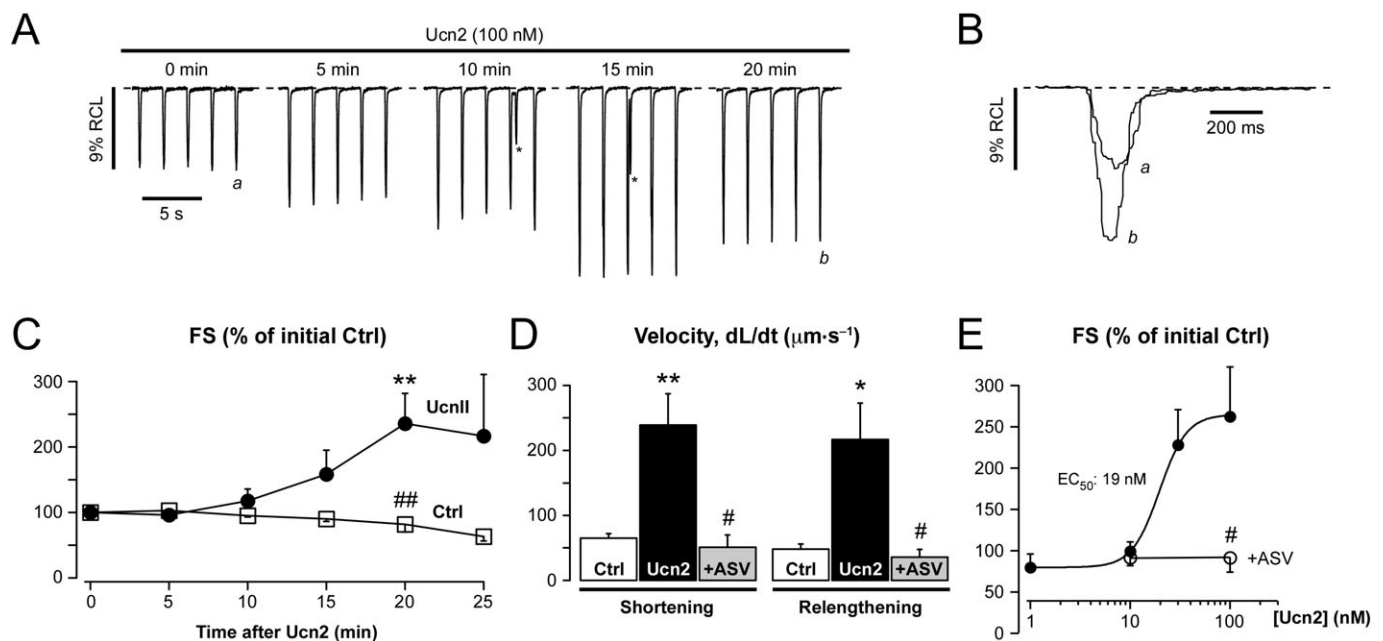 A
Ucn2 (100 nM)
0 min 5 min 10 min 15 min 20 min
9% RCL
* *
a
b
5 s
B
9% RCL
200 ms
a
b
C
FS (% of initial Ctrl)
300
200
100
0
**
UcnII
##
Ctrl
0 5 10 15 20 25
Time after Ucn2 (min)
D
Velocity, dL/dt (μm·s⁻¹)
300
200
100
50
0
** *
# #
Ctrl Ucn2 +ASV Ctrl Ucn2 +ASV
Shortening Relengthening
E
FS (% of initial Ctrl)
300
250
200
150
100
50
0
EC₅₀: 19 nM
#
+ASV
1 10 100 [Ucn2] (nM)